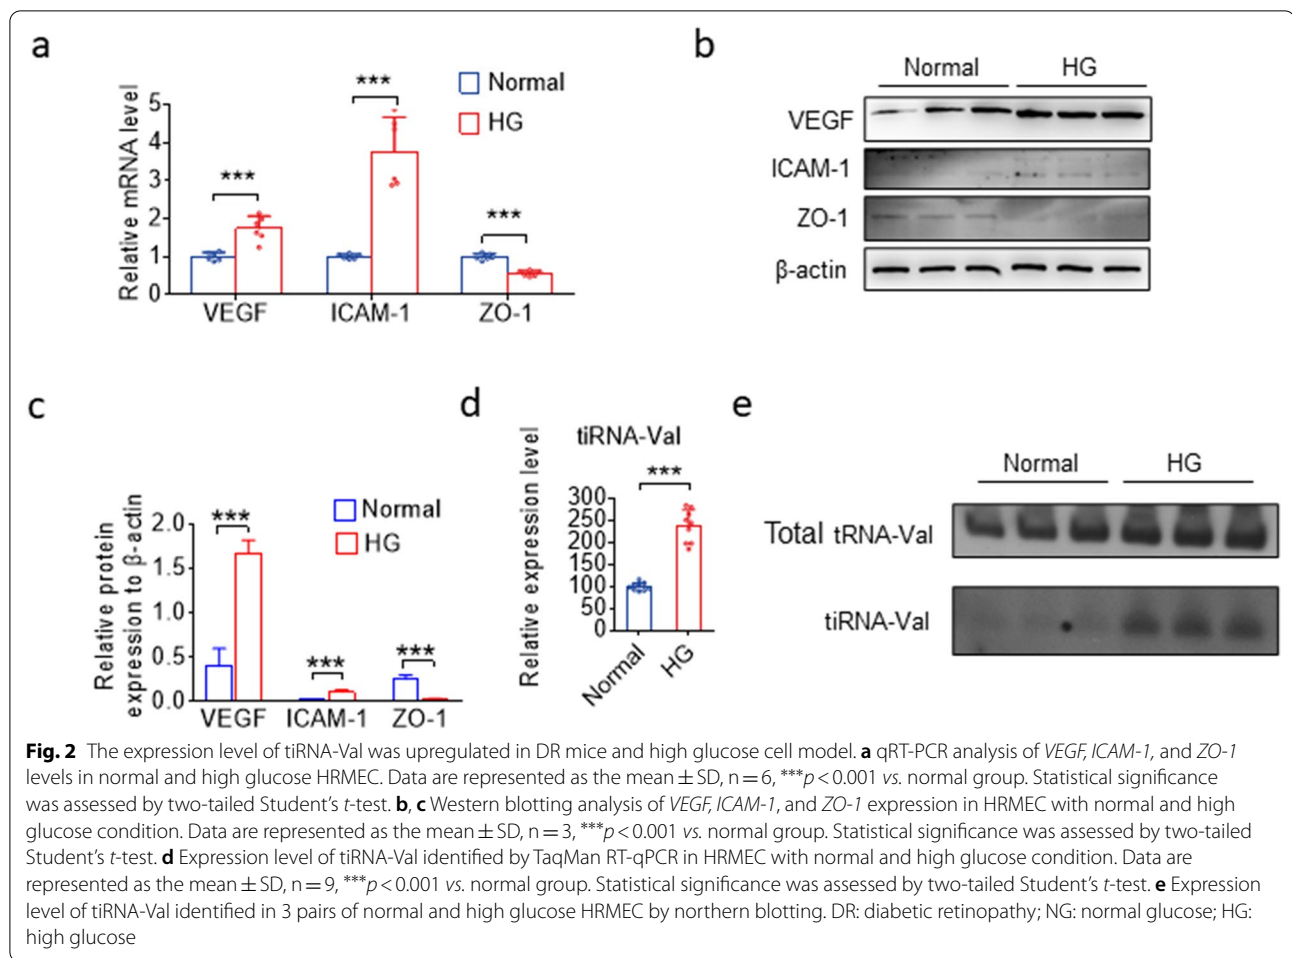 a
*** *** ***
Normal
HG
Relative mRNA level
5
4
3
2
1
0
VEGF ICAM-1 ZO-1
b
Normal HG
VEGF
ICAM-1
ZO-1
β-actin
c
Relative protein
expression to β-actin
2.0
1.5
1.0
0.5
0.0
*** *** ***
Normal
HG
VEGF ICAM-1 ZO-1
d
tiRNA-Val
***
Relative expression level
300
250
200
100
50
0
Normal HG
e
Normal HG
Total tRNA-Val
tiRNA-Val
Fig. 2 The expression level of tiRNA-Val was upregulated in DR mice and high glucose cell model. a qRT-PCR analysis of VEGF, ICAM-1, and ZO-1
levels in normal and high glucose HRMEC. Data are represented as the mean ± SD, n = 6, ***p < 0.001 vs. normal group. Statistical significance
was assessed by two-tailed Student’s t-test. b, c Western blotting analysis of VEGF, ICAM-1, and ZO-1 expression in HRMEC with normal and high
glucose condition. Data are represented as the mean ± SD, n = 3, ***p < 0.001 vs. normal group. Statistical significance was assessed by two-tailed
Student’s t-test. d Expression level of tiRNA-Val identified by TaqMan RT-qPCR in HRMEC with normal and high glucose condition. Data are
represented as the mean ± SD, n = 9, ***p < 0.001 vs. normal group. Statistical significance was assessed by two-tailed Student’s t-test. e Expression
level of tiRNA-Val identified in 3 pairs of normal and high glucose HRMEC by northern blotting. DR: diabetic retinopathy; NG: normal glucose; HG:
high glucose